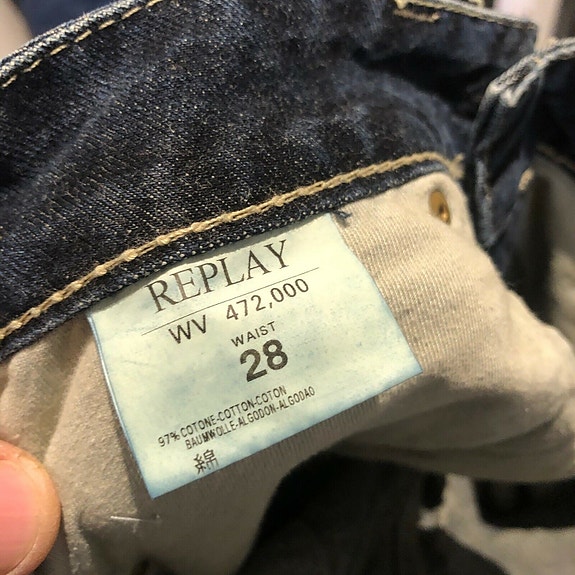 REPLAY
WV 472,000
WAIST
28
97% COTONE-COTTON-COTON
BAUMWOLLE-ALGODON-ALGODAO
綿